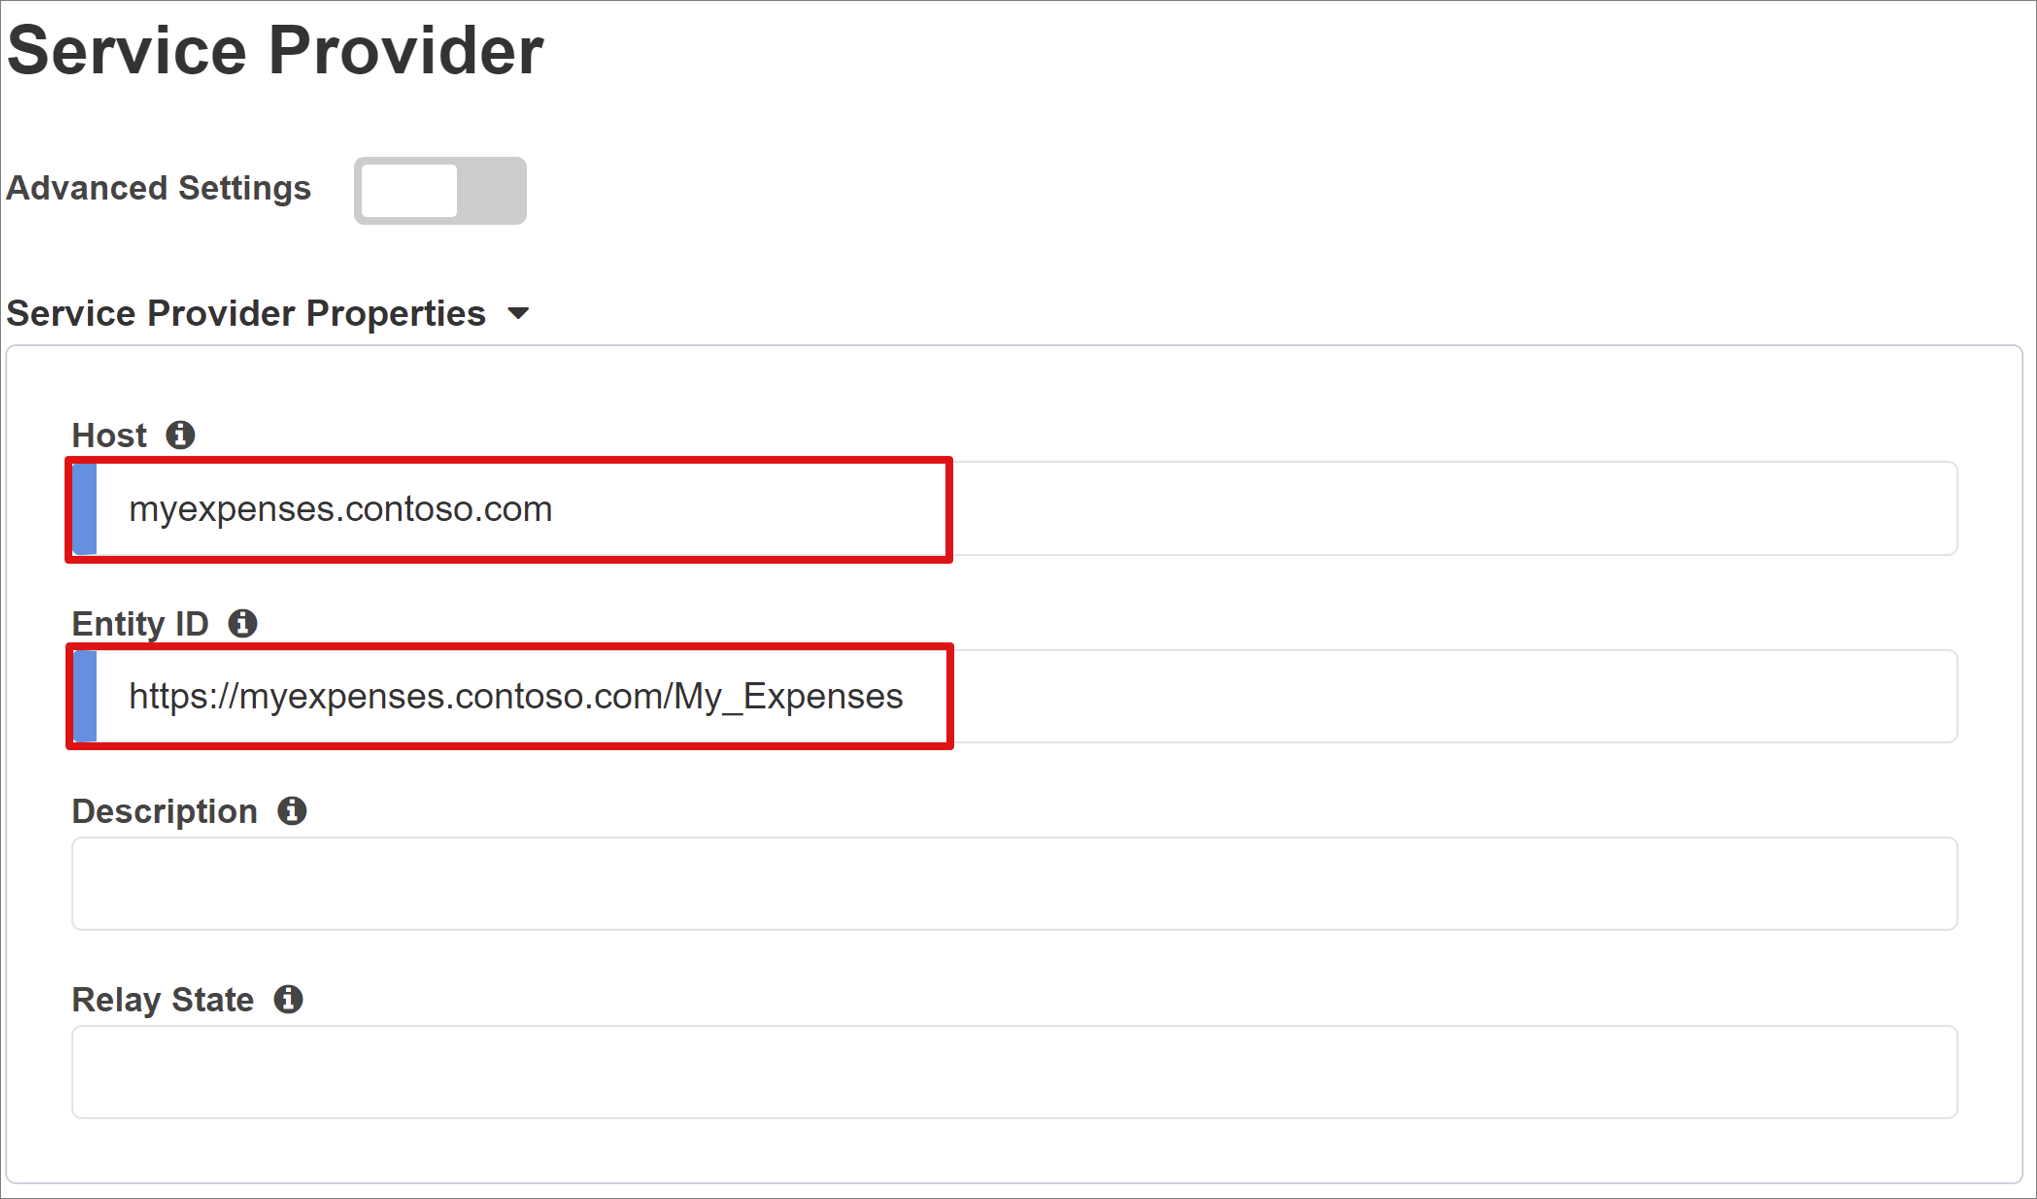 Service Provider
Advanced Settings
Service Provider Properties
Host
myexpenses.contoso.com
Entity ID
https://myexpenses.contoso.com/My_Expenses
Description
Relay State